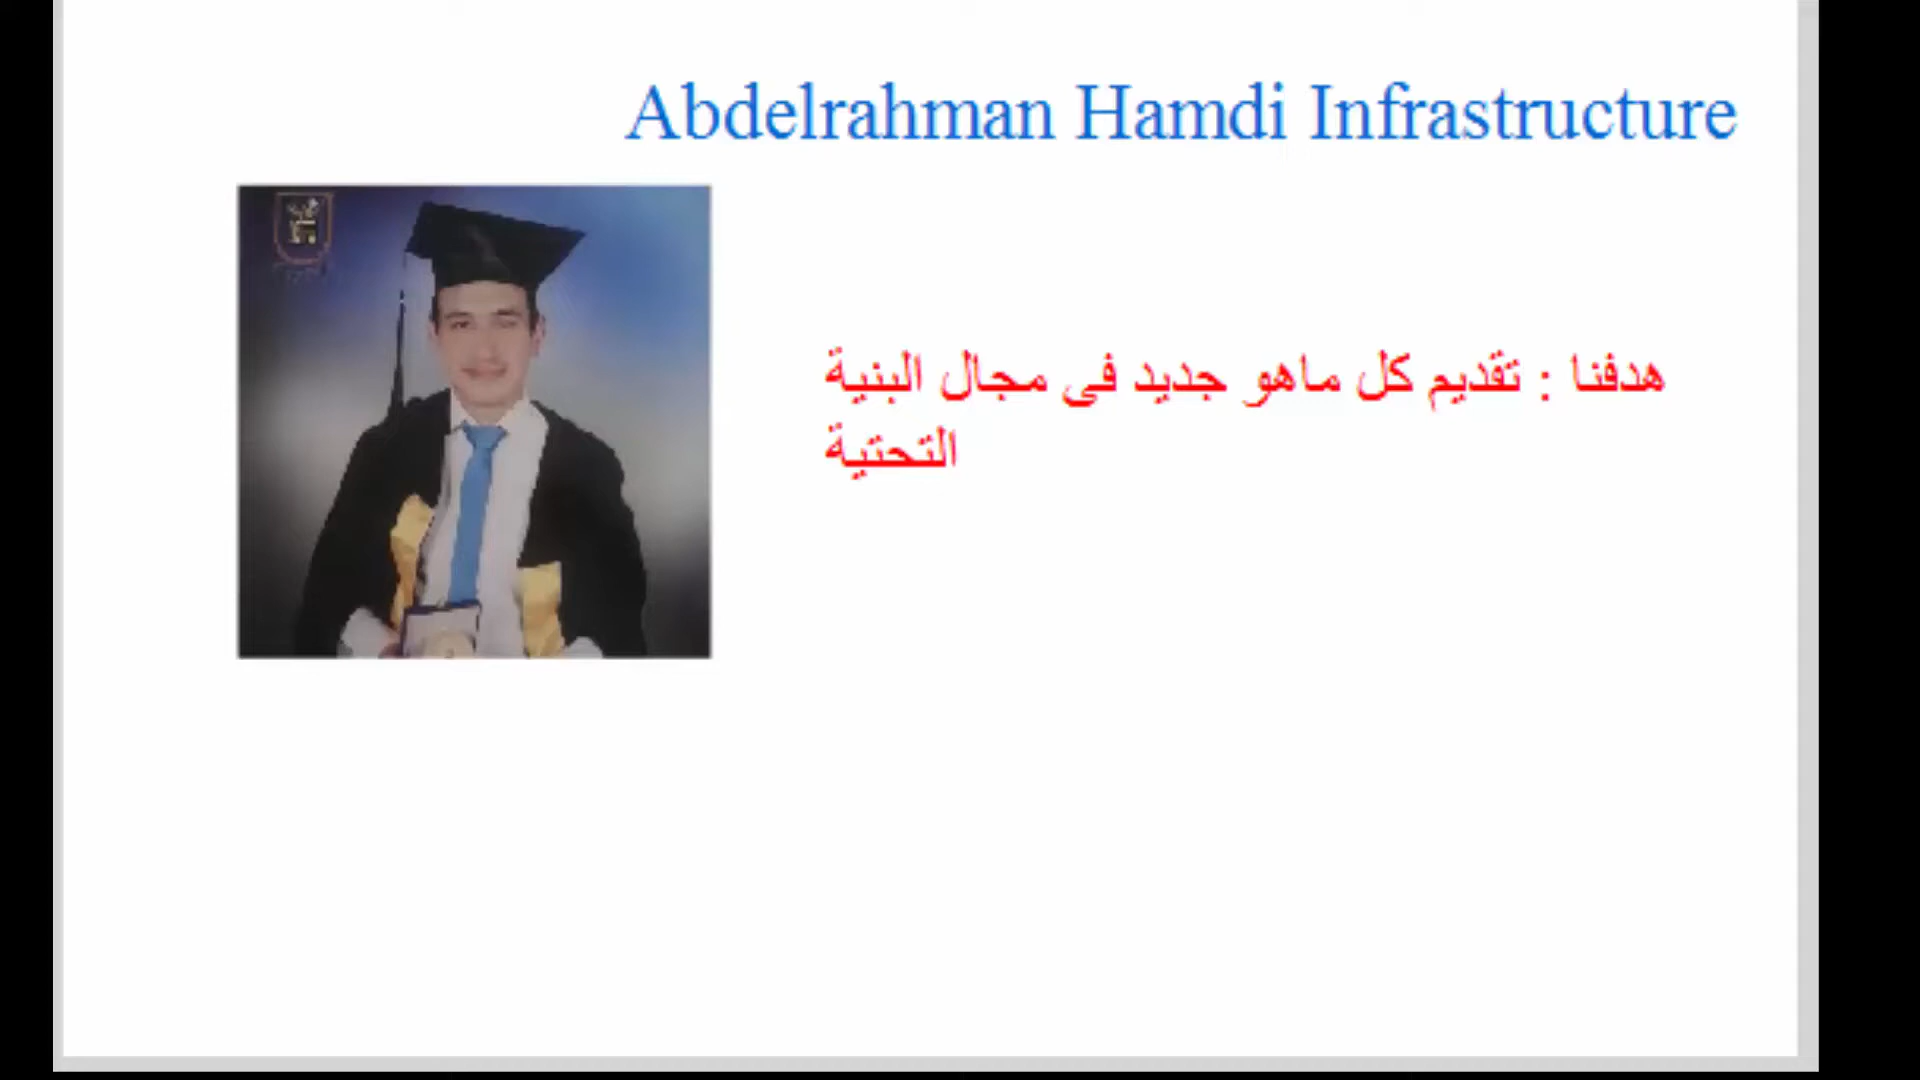 Abdelrahman Hamdi Infrastructure
هدفنا : تقديم كل ماهو جديد فى مجال البنية
التحتية